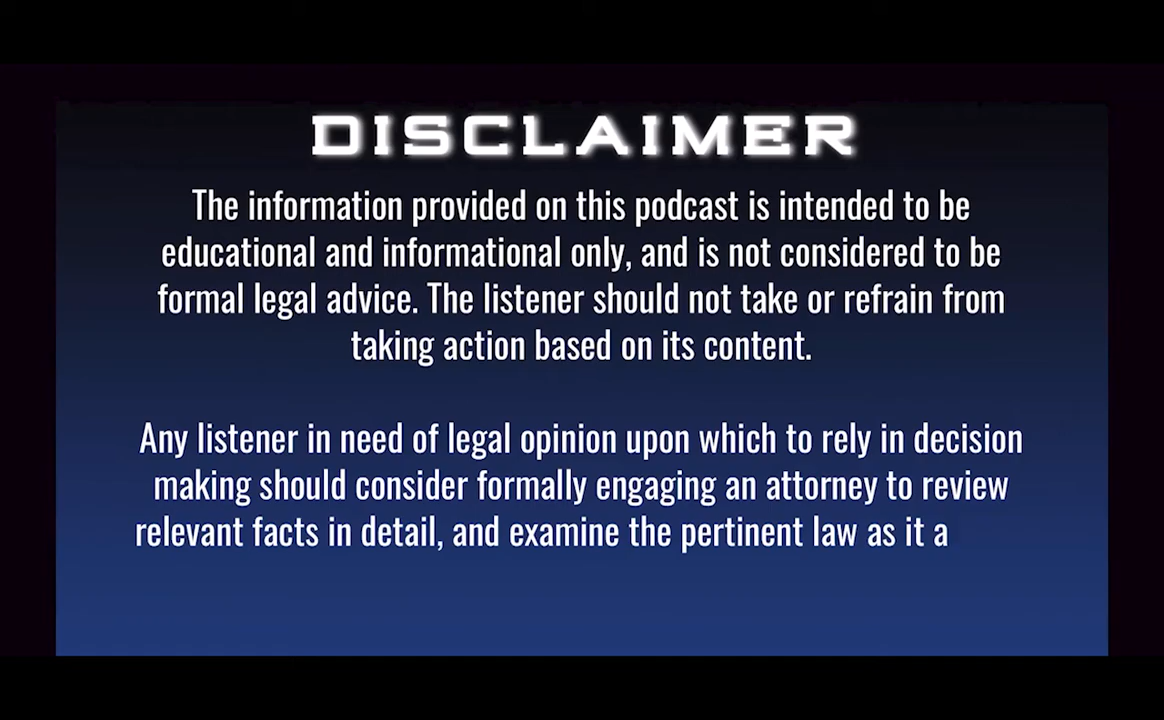 DISCLAIMER
The information provided on this podcast is intended to be
educational and informational only, and is not considered to be
formal legal advice. The listener should not take or refrain from
taking action based on its content.
Any listener in need of legal opinion upon which to rely in decision
making should consider formally engaging an attorney to review
relevant facts in detail, and examine the pertinent law as it a